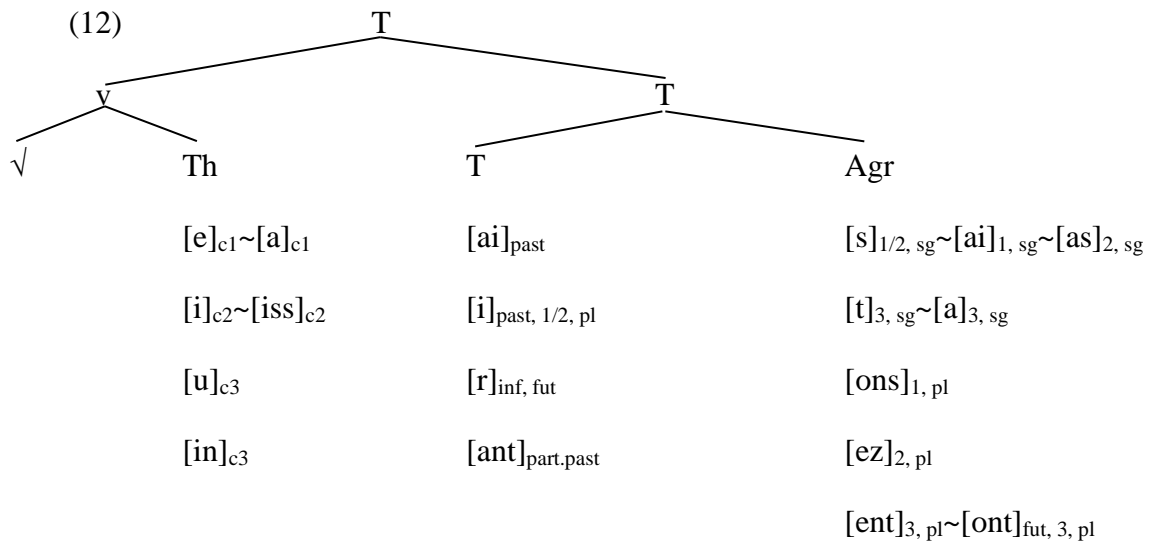 (12) T
v T
√ Th T Agr
[e]c1~[a]c1 [ai]past [s]1/2, sg~[ai]1, sg~[as]2, sg
[i]c2~[iss]c2 [i]past, 1/2, pl [t]3, sg~[a]3, sg
[u]c3 [r]inf, fut [ons]1, pl
[in]c3 [ant]part.past [ez]2, pl
[ent]3, pl~[ont]fut, 3, pl